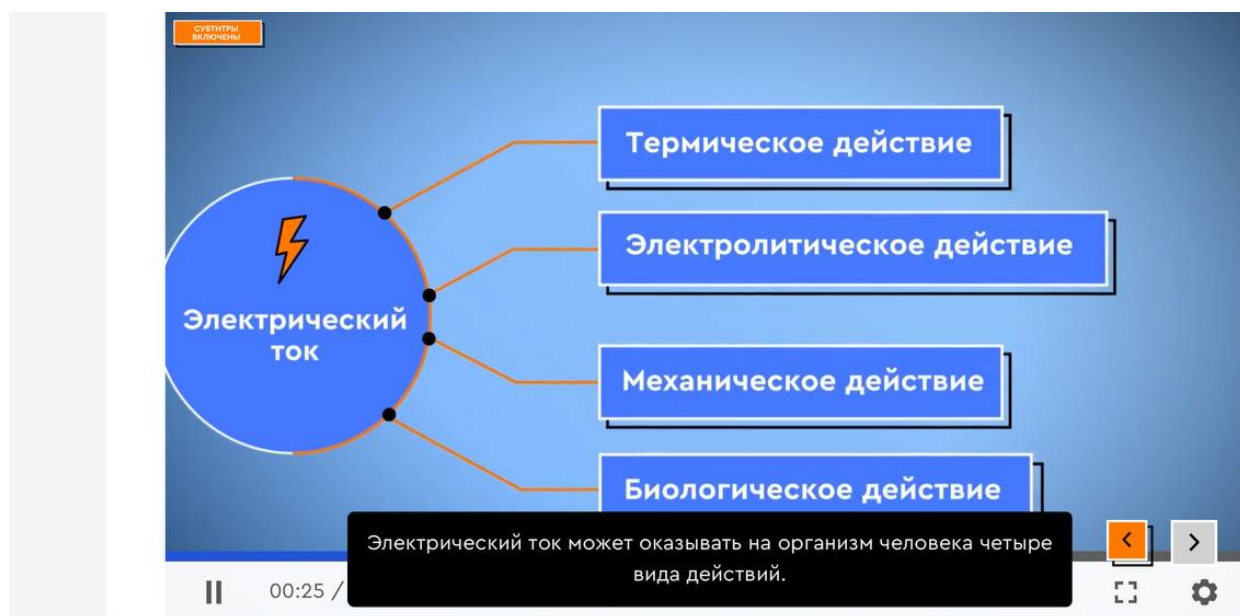 СУБТИТРЫ
ВКЛЮЧЕНЫ
Термическое действие
Электролитическое действие
Электрический
ток
Механическое действие
Биологическое действие
Электрический ток может оказывать на организм человека четыре
вида действий.
00:25 /